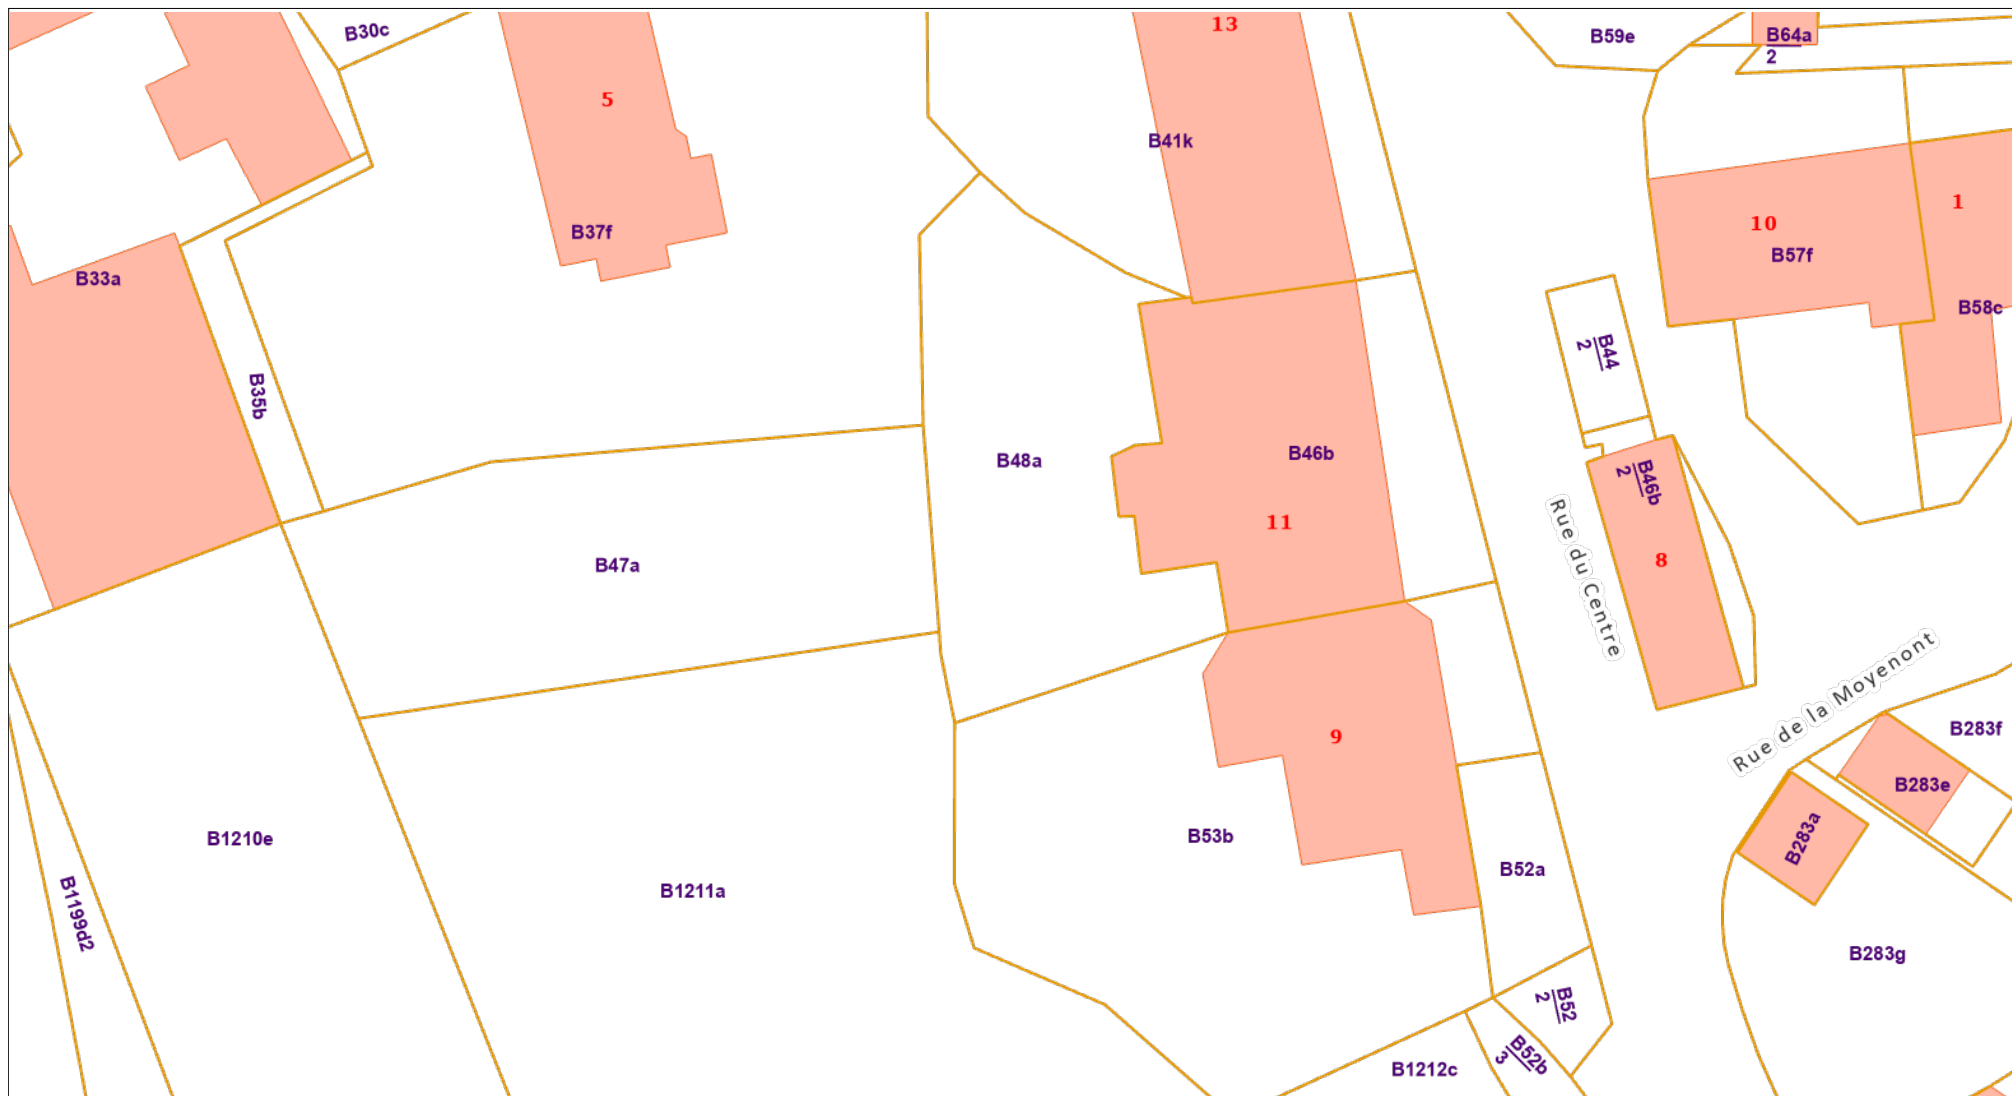 13
B30c
B59e
B64a
2
5
B41k
1
10
B37f
B57f
B33a
B58c
B44
2
B35b
B46b
B48a
B46b
2
11
Rue du Centre
8
B47a
Rue de la Moyenont
B283f
9
B283e
B53b
B283a
B1210e
B52a
B1211a
B1199d2
B283g
B52
2
B52b
3
B1212c